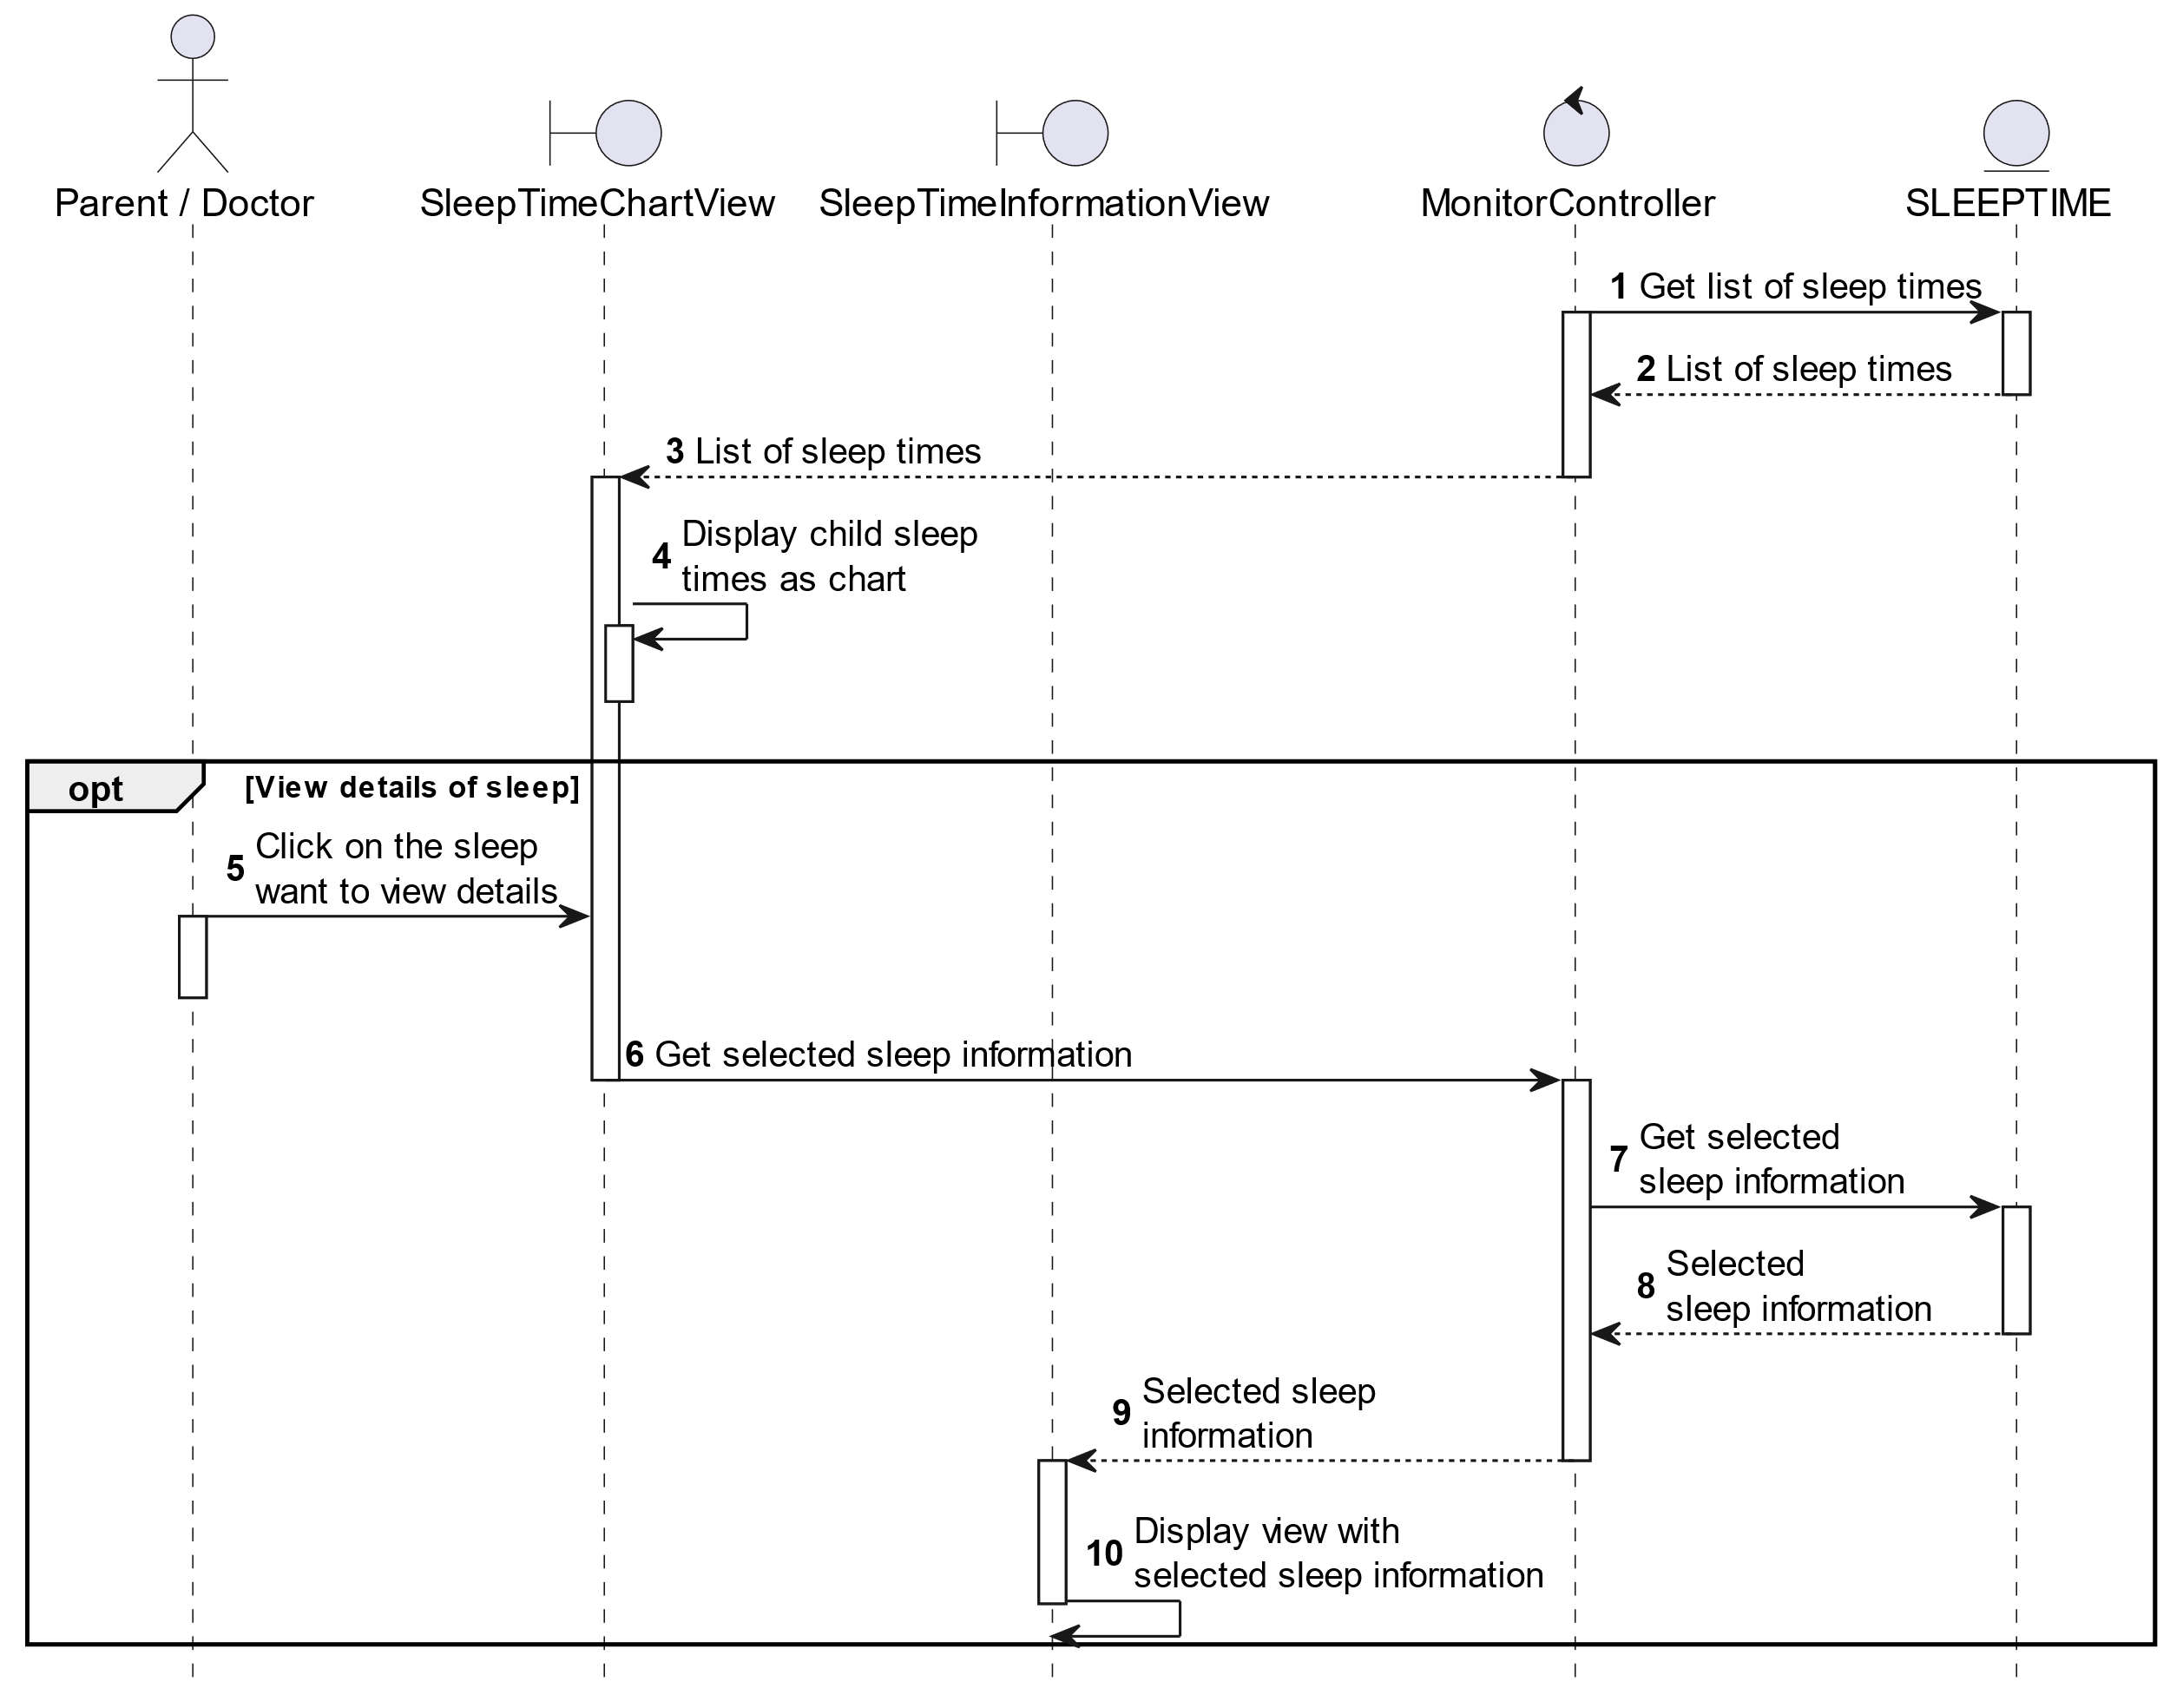 Parent / Doctor
SleepTimeChartView
SleepTimeInformationView
MonitorController
SLEEPTIME
1 Get list of sleep times
2 List of sleep times
3 List of sleep times
4 Display child sleep
times as chart
opt [View details of sleep]
5 Click on the sleep
want to view details
6 Get selected sleep information
7 Get selected
sleep information
8 Selected
sleep information
9 Selected sleep
information
10 Display view with
selected sleep information